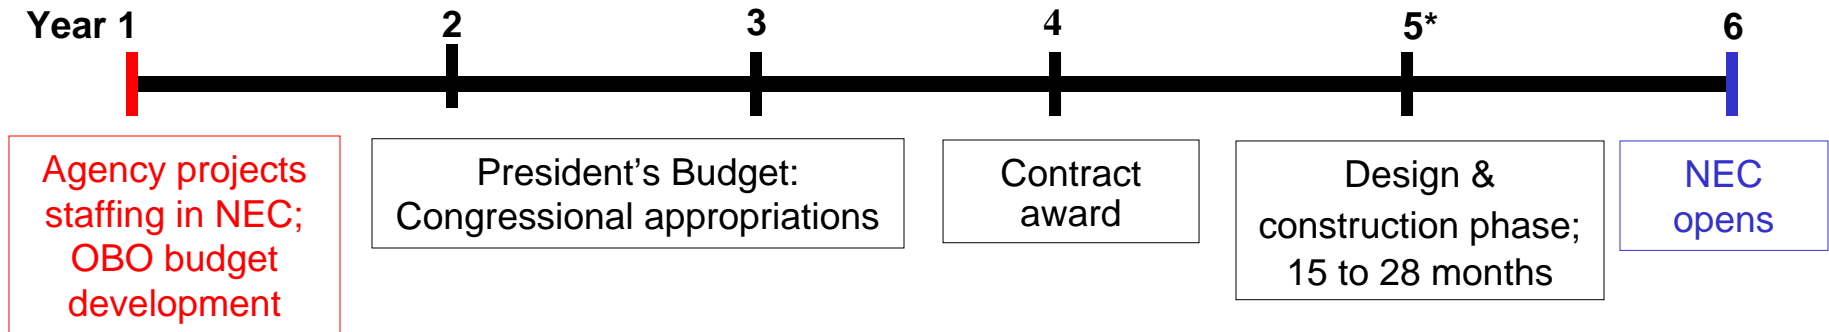 Year 1 2 3 4 5* 6
Agency projects
staffing in NEC;
OBO budget
development
President’s Budget:
Congressional appropriations
Contract
award
Design &
construction phase;
15 to 28 months
NEC
opens